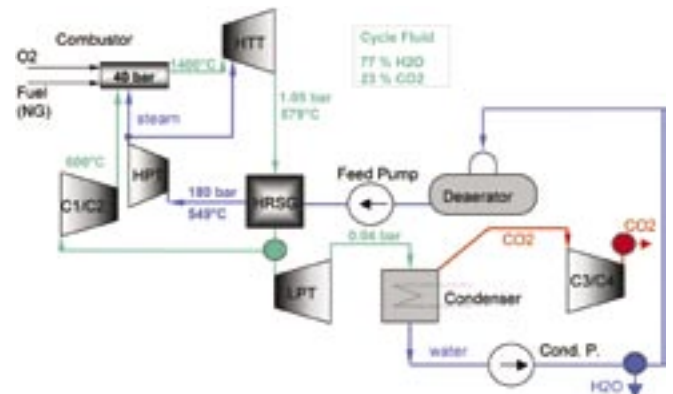 Combustor
O2
40 bar
Fuel
(NG)
1400°C
HTT
Cycle Fluid
77 % H2O
23 % CO2
1.05 bar
579°C
steam
600°C
HPT
C1/C2
180 bar
549°C
HRSG
Feed Pump
Deaerator
0.04 bar
CO2
CO2
LPT
Condenser
C3/C4
water
Cond. P.
H2O